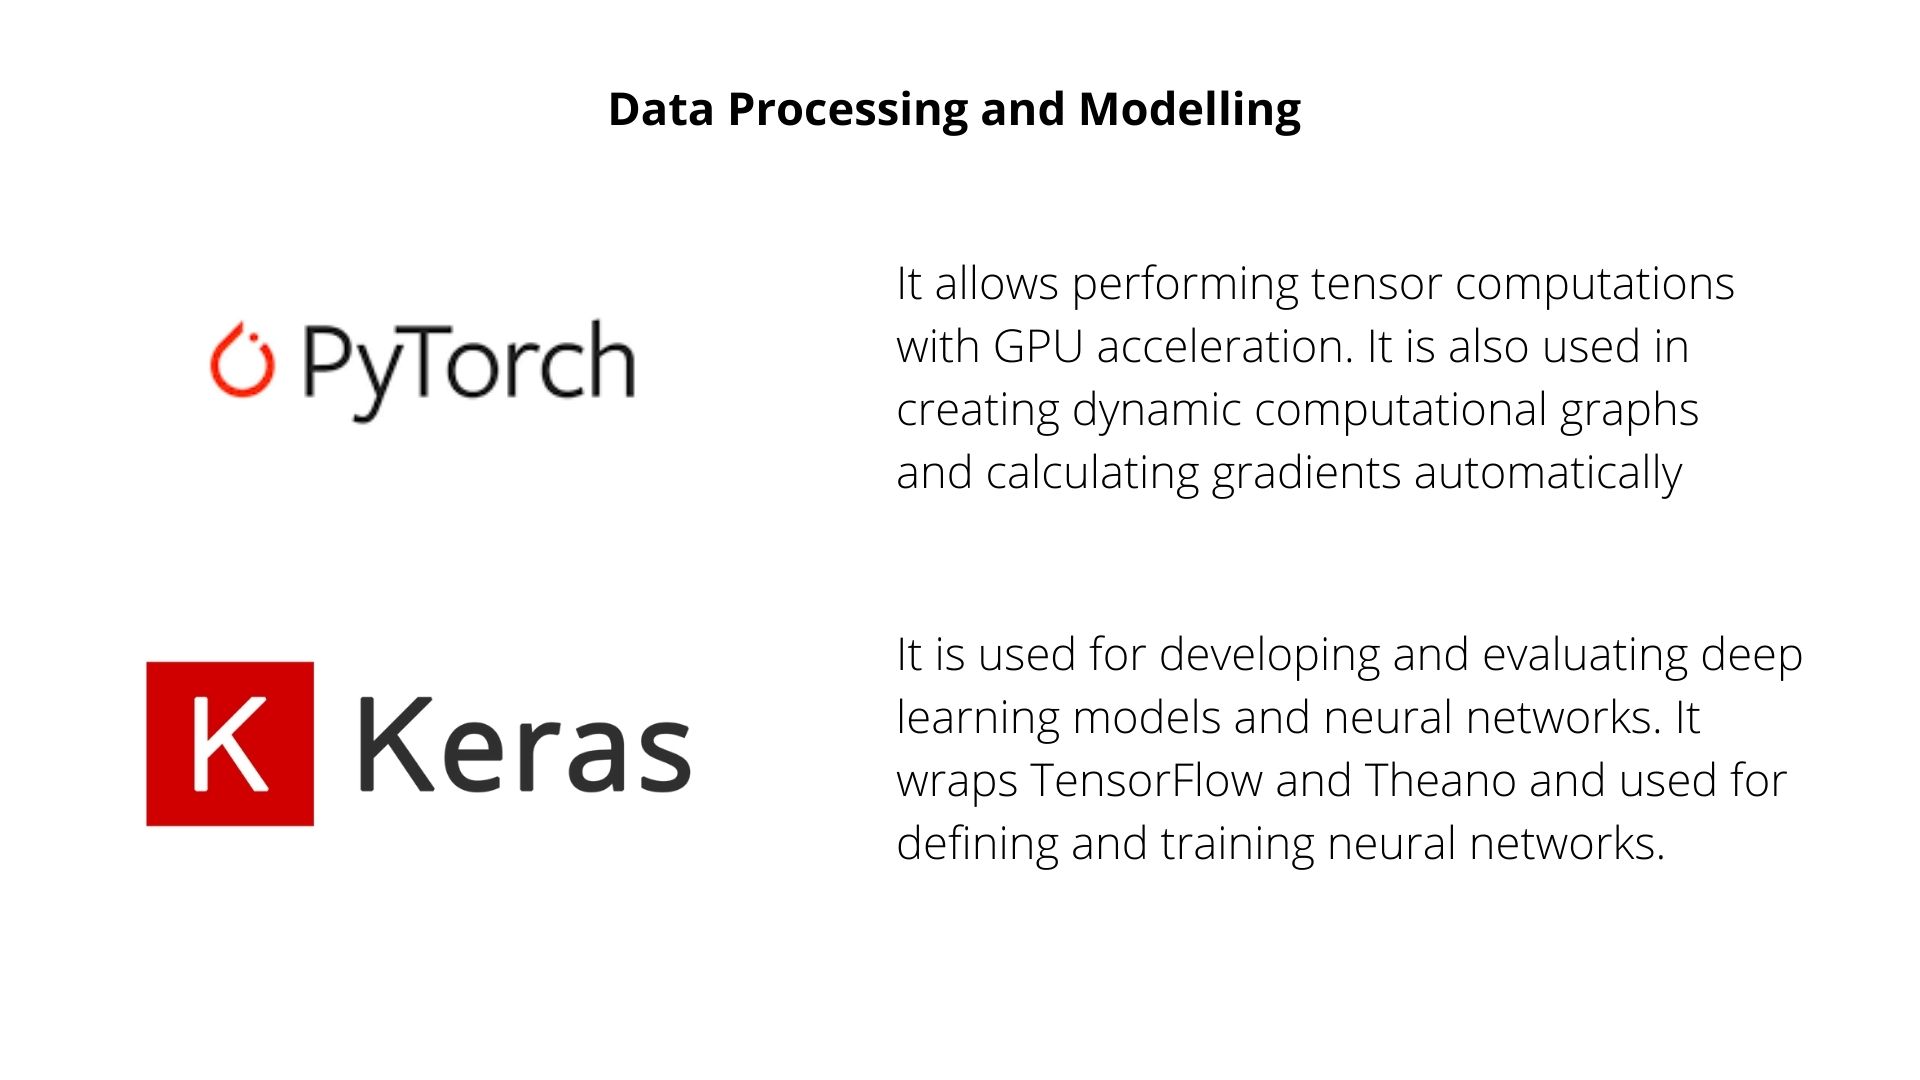 Data Processing and Modelling
PyTorch
It allows performing tensor computations
with GPU acceleration. It is also used in
creating dynamic computational graphs
and calculating gradients automatically
K Keras
It is used for developing and evaluating deep
learning models and neural networks. It
wraps TensorFlow and Theano and used for
defining and training neural networks.